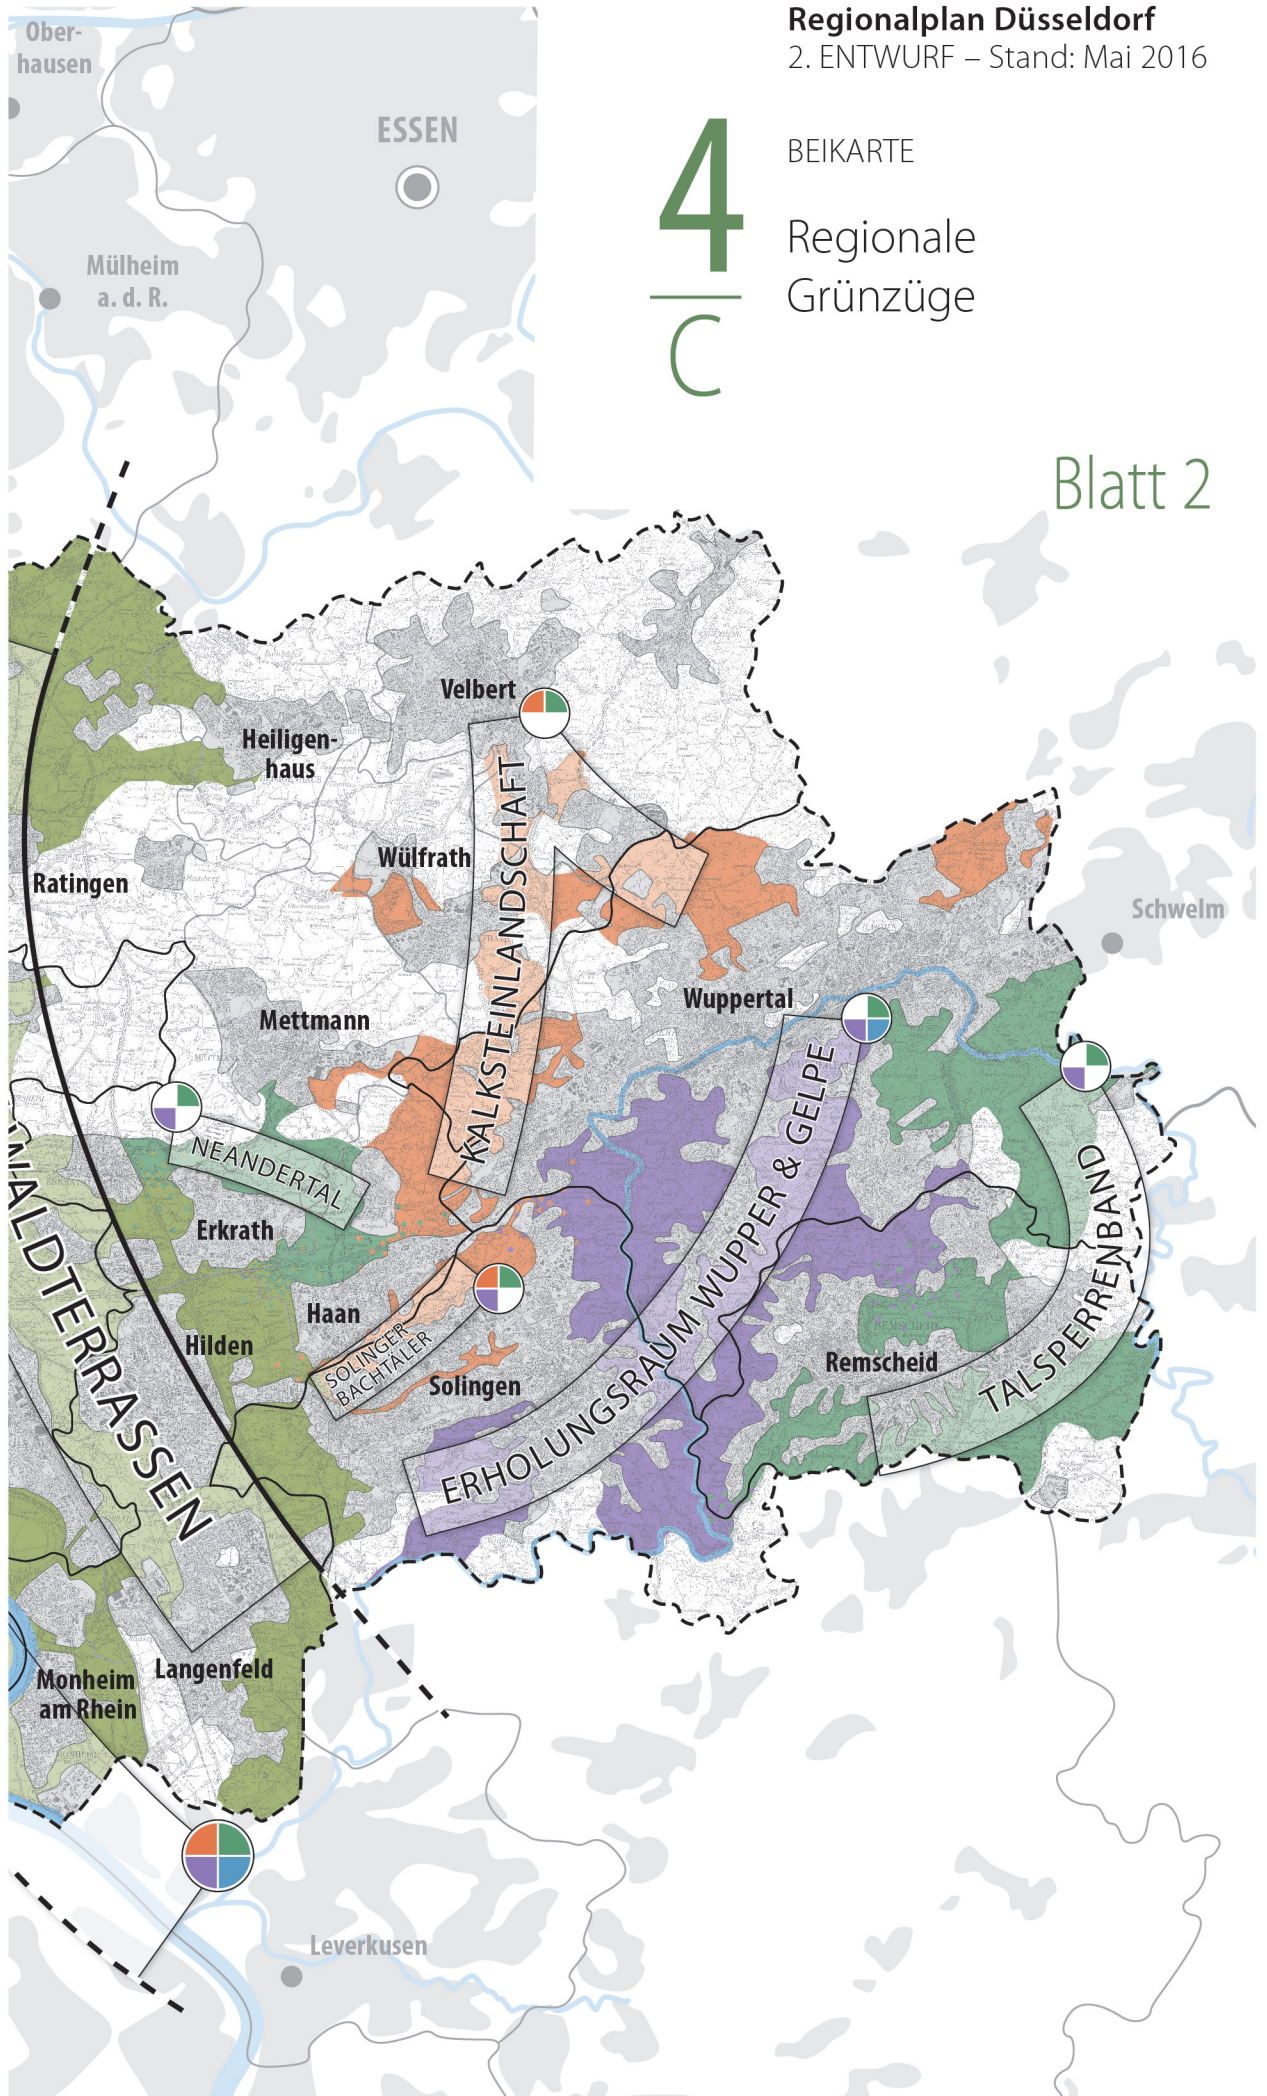 Regionalplan Düsseldorf
2. ENTWURF – Stand: Mai 2016
4
C
BEIKARTE
Regionale
Grünzüge
Blatt 2
Ober-
hausen
ESSEN
Mülheim
a. d. R.
Velbert
Heiligen-
haus
Wülfrath
Ratingen
KALKSTEINLANDSCHAFT
Schwelm
Wuppertal
Mettmann
NEANDERTAL
Erkrath
ERHOLUNGSRAUM WUPPER & GELPE
TALSPERRENBAND
WALDTERRASSEN
Haan
Hilden
SOLINGER
BACHTÄLER
Solingen
REMSCHEID
Remscheid
Langenfeld
Monheim
am Rhein
Leverkusen